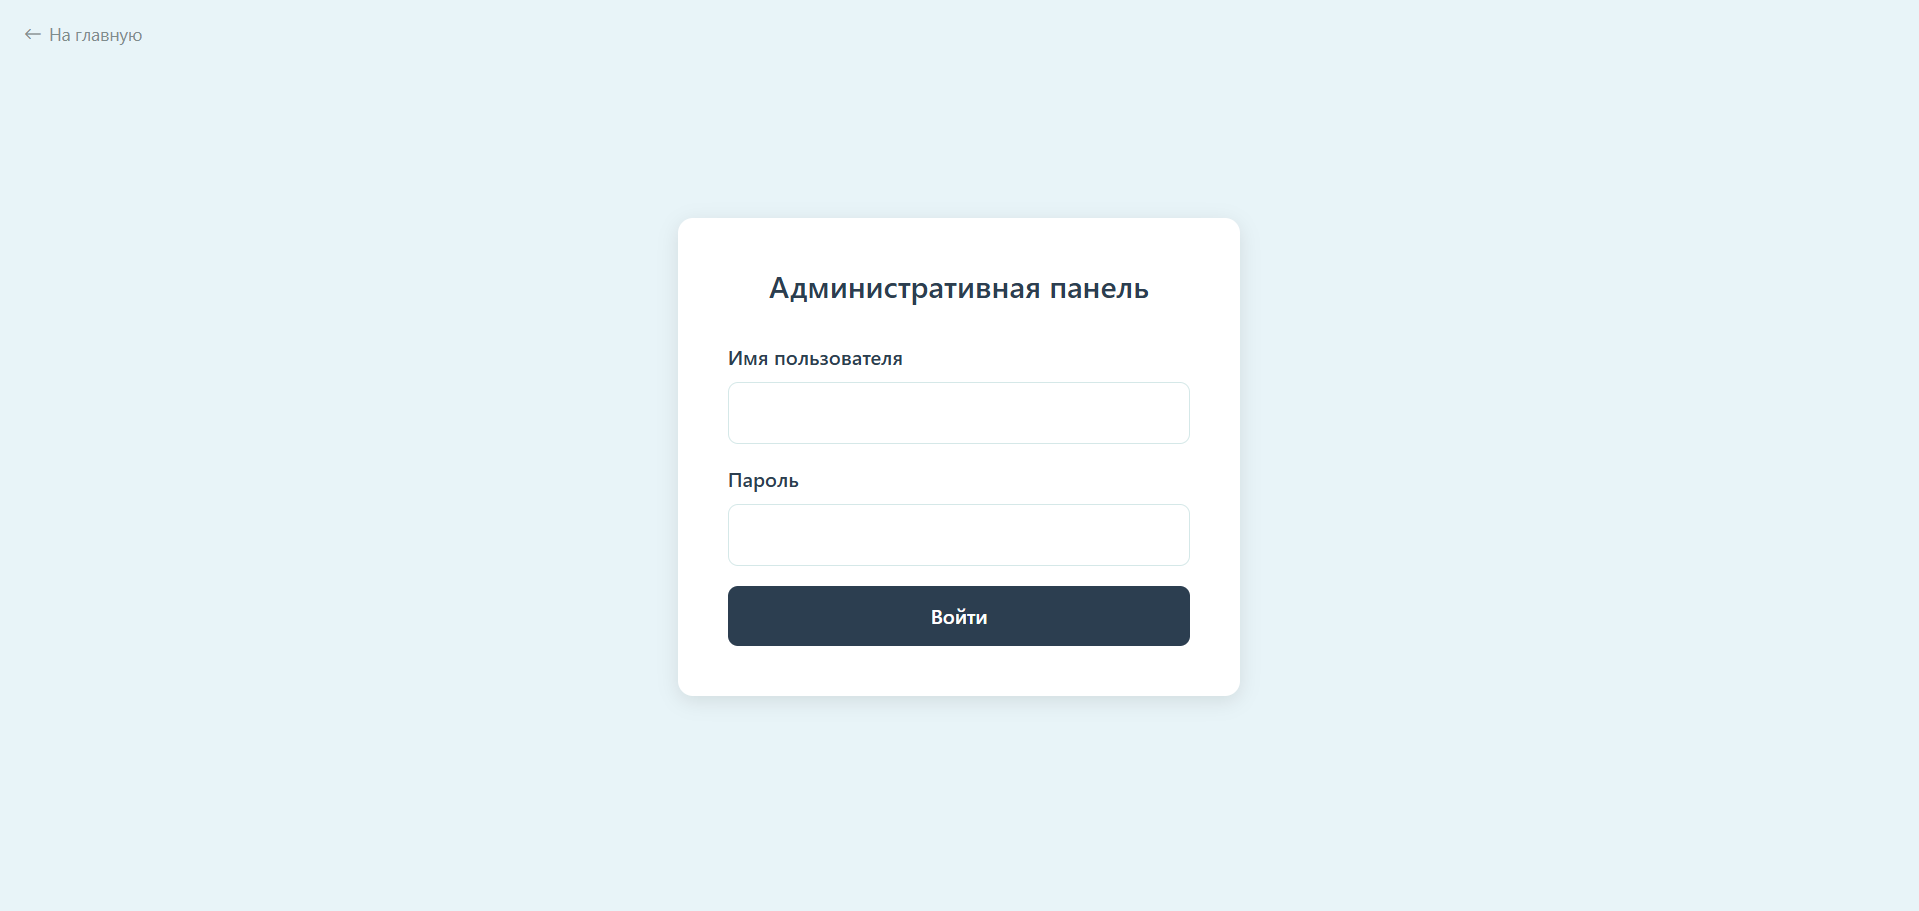 ← На главную
Административная панель
Имя пользователя
Пароль
Войти